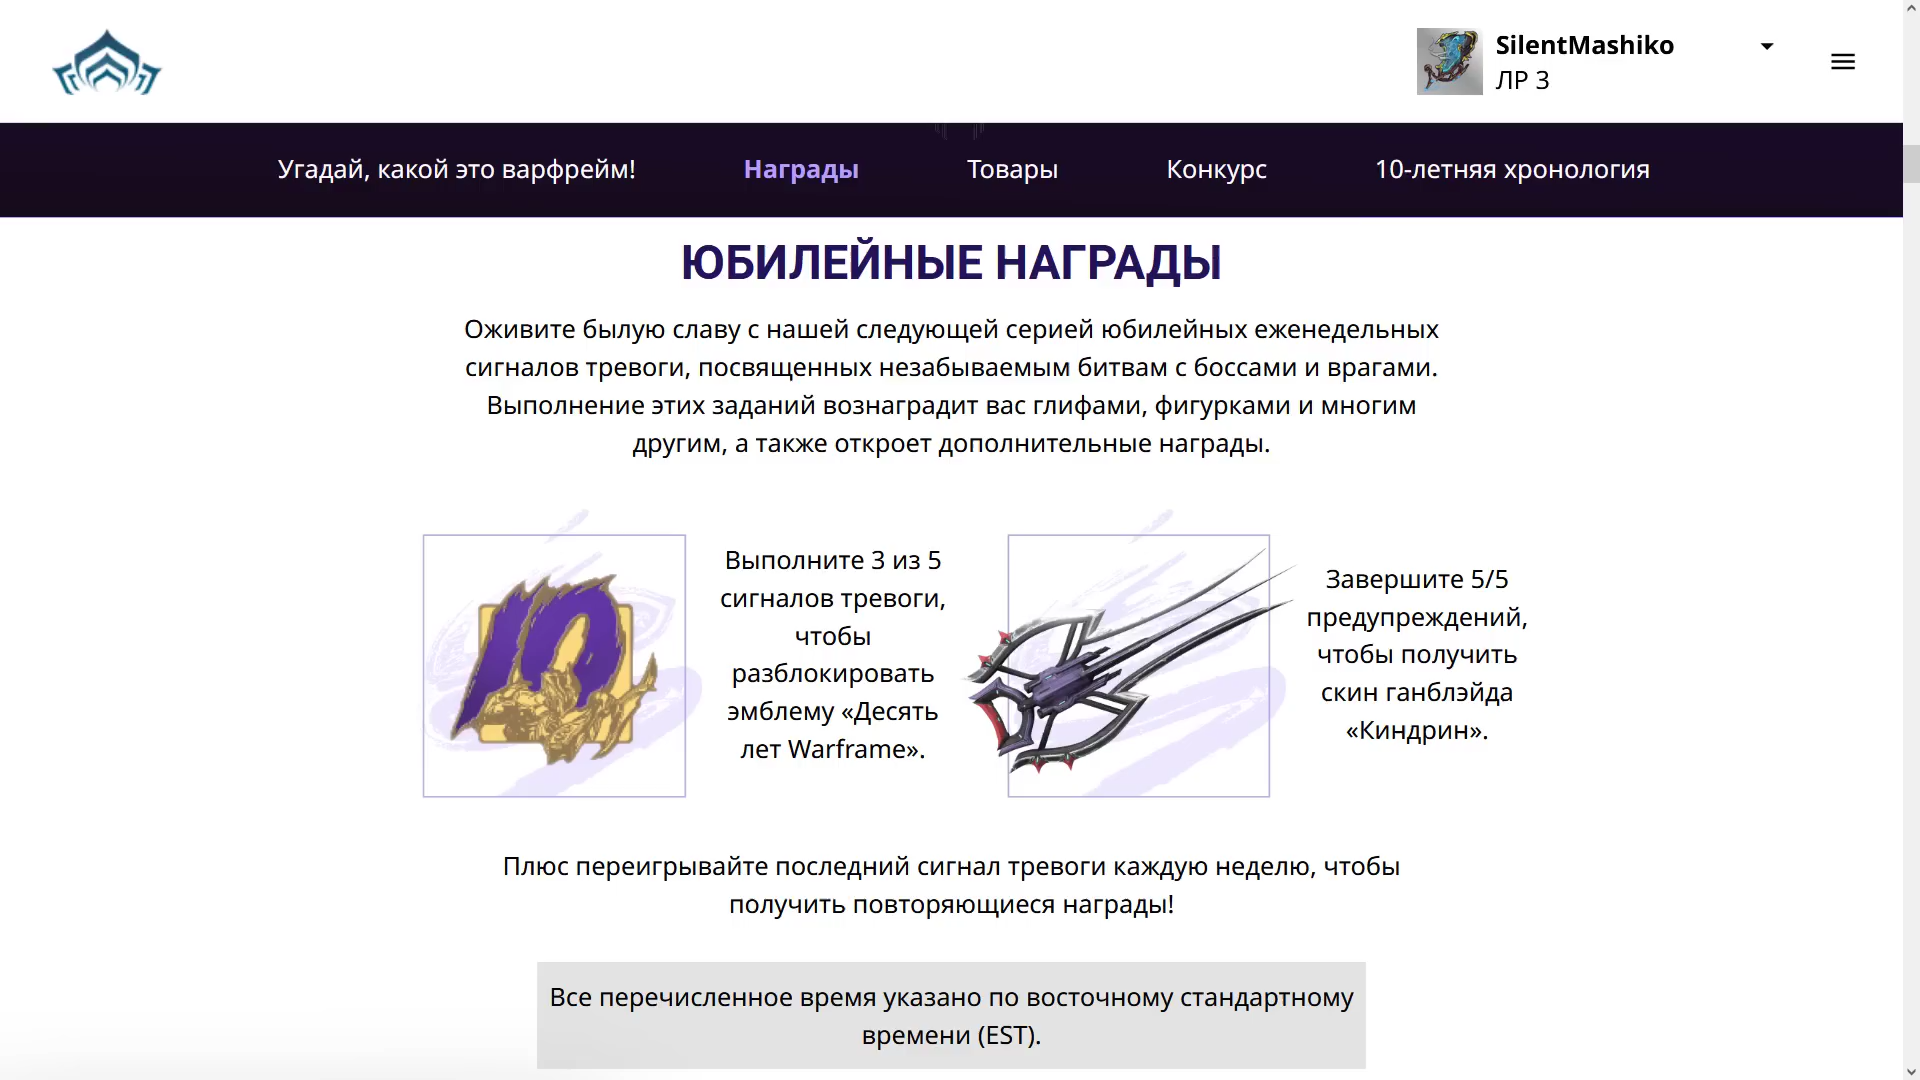 SilentMashiko
ЛР 3
Угадай, какой это варфрейм!
Награды
Товары
Конкурс
10-летняя хронология
ЮБИЛЕЙНЫЕ НАГРАДЫ
Оживите былую славу с нашей следующей серией юбилейных еженедельных
сигналов тревоги, посвященных незабываемым битвам с боссами и врагами.
Выполнение этих заданий вознаградит вас глифами, фигурками и многим
другим, а также откроет дополнительные награды.
10
Выполните 3 из 5
сигналов тревоги,
чтобы
разблокировать
эмблему «Десять
лет Warframe».
Завершите 5/5
предупреждений,
чтобы получить
скин ганблэйда
«Киндрин».
Плюс переигрывайте последний сигнал тревоги каждую неделю, чтобы
получить повторяющиеся награды!
Все перечисленное время указано по восточному стандартному
времени (EST).